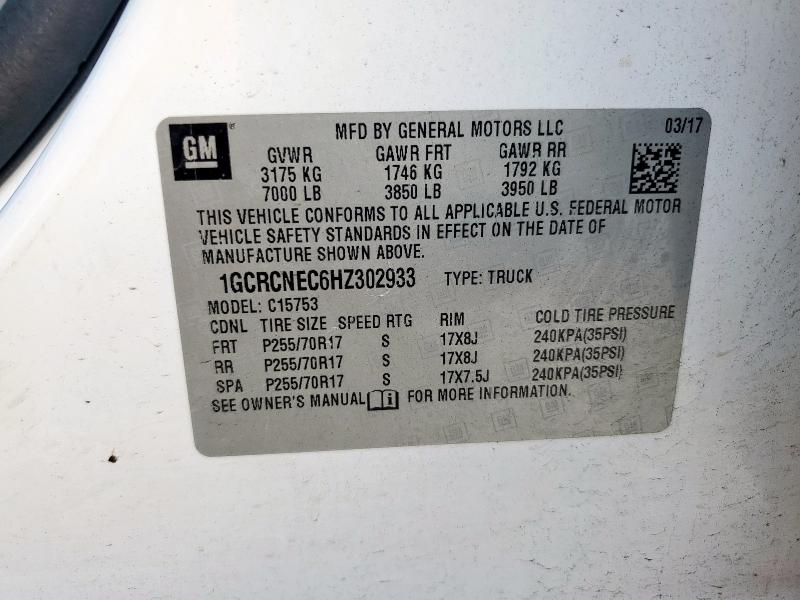 GM
MFD BY GENERAL MOTORS LLC 03/17
GVWR GAWR FRT GAWR RR
3175 KG 1746 KG 1792 KG
7000 LB 3850 LB 3950 LB
THIS VEHICLE CONFORMS TO ALL APPLICABLE U.S. FEDERAL MOTOR
VEHICLE SAFETY STANDARDS IN EFFECT ON THE DATE OF
MANUFACTURE SHOWN ABOVE.
1GCRCNEC6HZ302933 TYPE: TRUCK
MODEL: C15753
CDNL TIRE SIZE SPEED RTG RIM COLD TIRE PRESSURE
FRT P255/70R17 S 17X8J 240KPA(35PSI)
RR P255/70R17 S 17X8J 240KPA(35PSI)
SPA P255/70R17 S 17X7.5J 240KPA(35PSI)
SEE OWNER'S MANUAL FOR MORE INFORMATION.